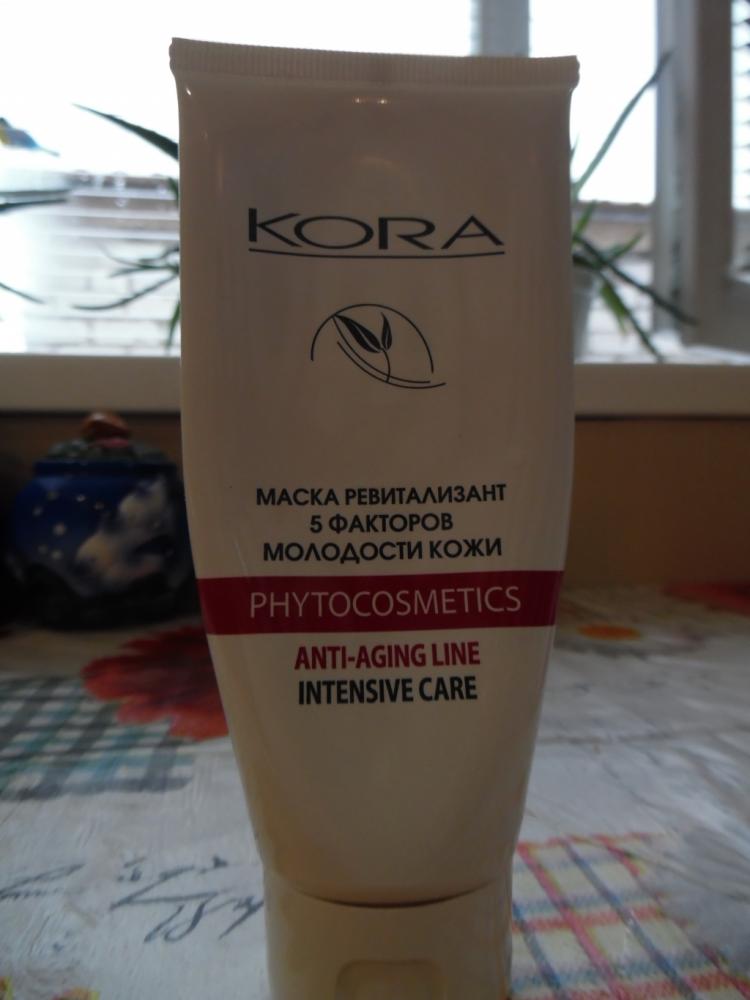 KORA
МАСКА РЕВИТАЛИЗАНТ
5 ФАКТОРОВ
МОЛОДОСТИ КОЖИ
PHYTOCOSMETICS
ANTI-AGING LINE
INTENSIVE CARE